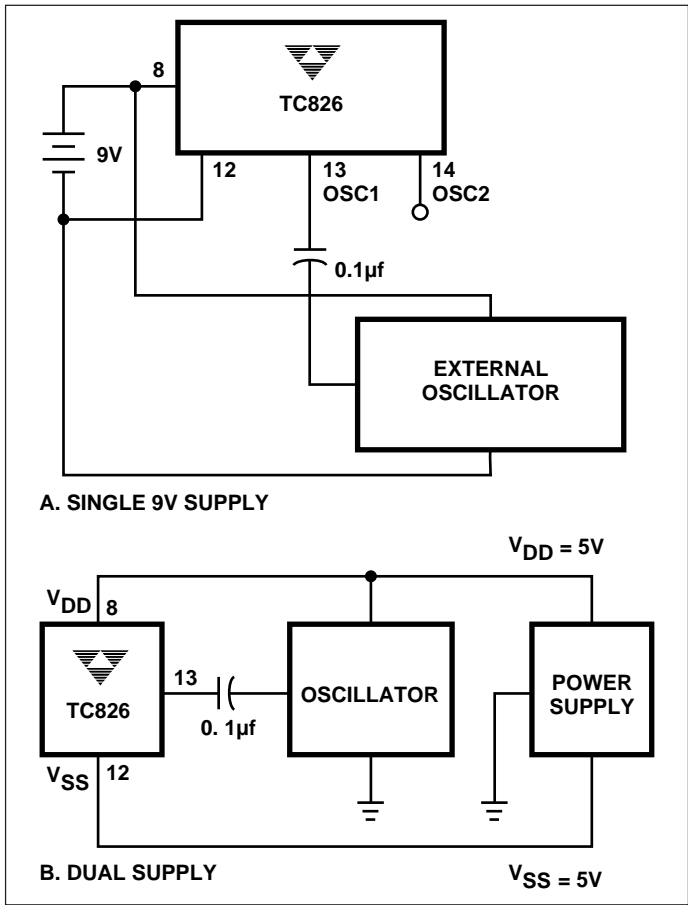 8
TC826
9V
12
13
OSC1
14
OSC2
0.1µf
EXTERNAL
OSCILLATOR
A. SINGLE 9V SUPPLY
VDD = 5V
VDD 8
TC826
13
0. 1µf
OSCILLATOR
POWER
SUPPLY
VSS 12
B. DUAL SUPPLY
VSS = 5V